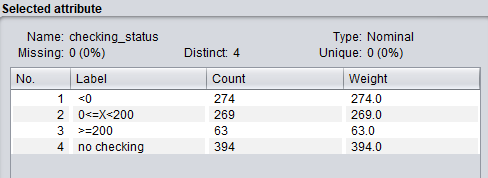 Selected attribute
Name: checking_status Type: Nominal
Missing: 0 (0%) Distinct: 4 Unique: 0 (0%)
No. Label Count Weight
1 <0 274 274.0
2 0<=X<200 269 269.0
3 >=200 63 63.0
4 no checking 394 394.0